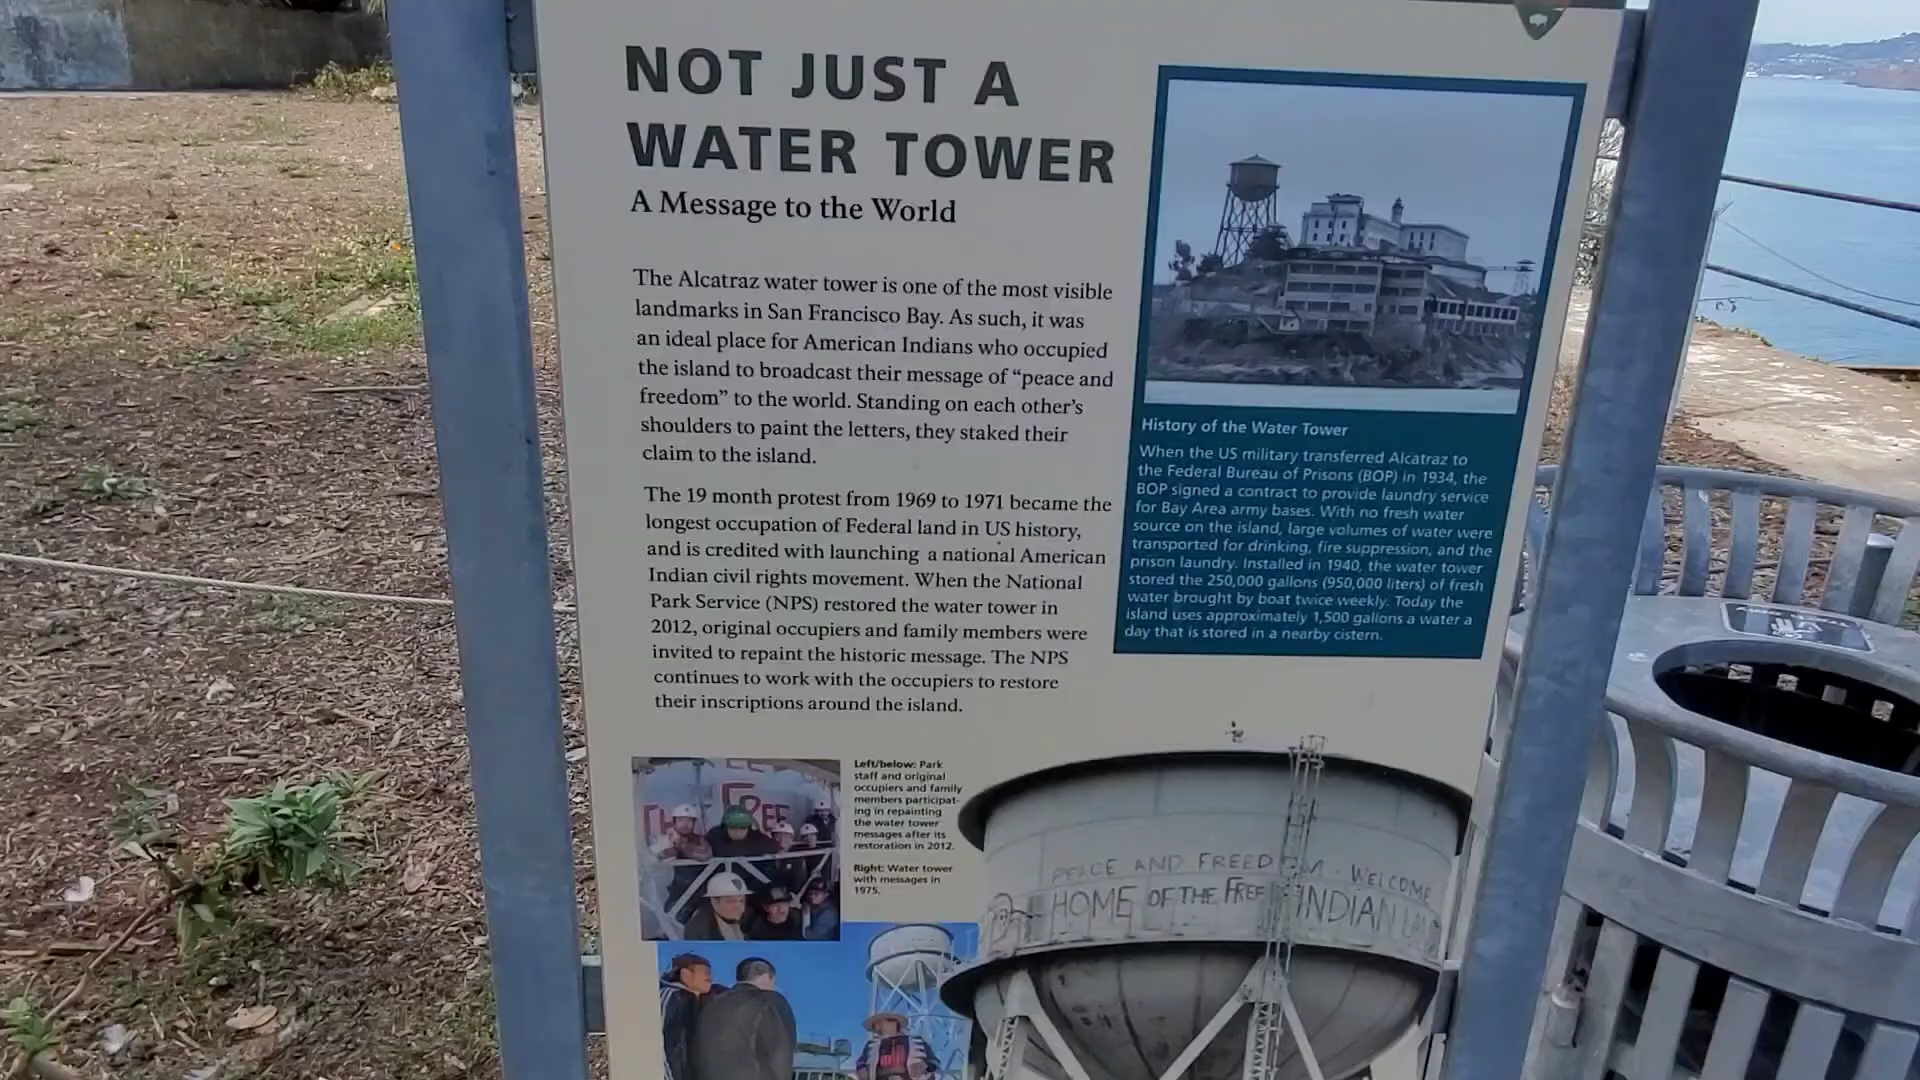 NOT JUST A
WATER TOWER
A Message to the World
The Alcatraz water tower is one of the most visible
landmarks in San Francisco Bay. As such, it was
an ideal place for American Indians who occupied
the island to broadcast their message of “peace and
freedom” to the world. Standing on each other’s
shoulders to paint the letters, they staked their
claim to the island.
The 19 month protest from 1969 to 1971 became the
longest occupation of Federal land in US history,
and is credited with launching a national American
Indian civil rights movement. When the National
Park Service (NPS) restored the water tower in
2012, original occupiers and family members were
invited to repaint the historic message. The NPS
continues to work with the occupiers to restore
their inscriptions around the island.
History of the Water Tower
When the US military transferred Alcatraz to
the Federal Bureau of Prisons (BOP) in 1934, the
BOP signed a contract to provide laundry service
for Bay Area army bases. With no fresh water
source on the island, large volumes of water were
transported for drinking, fire suppression, and the
prison laundry. Installed in 1940, the water tower
stored the 250,000 gallons (950,000 liters) of fresh
water brought by boat twice weekly. Today the
island uses approximately 1,500 gallons a water a
day that is stored in a nearby cistern.
THE FREE
Left/below: Park
staff and original
occupiers and family
members participat-
ing in repainting
the water tower
messages after its
restoration in 2012.
Right: Water tower
with messages in
1975.
PEACE AND FREEDOM. WELCOME
HOME OF THE FREE INDIAN LAN